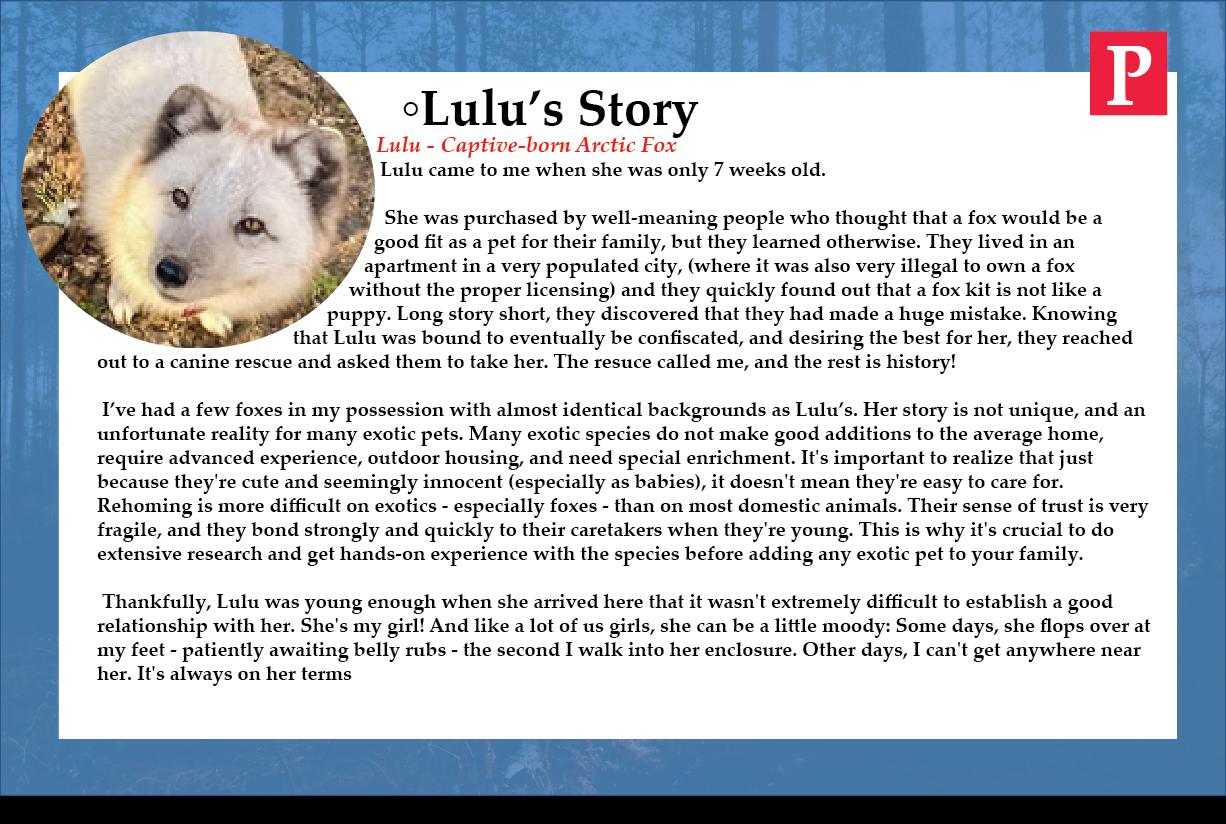 P
◦Lulu’s Story
Lulu - Captive-born Arctic Fox
Lulu came to me when she was only 7 weeks old.
She was purchased by well-meaning people who thought that a fox would be a
good fit as a pet for their family, but they learned otherwise. They lived in an
apartment in a very populated city, (where it was also very illegal to own a fox
without the proper licensing) and they quickly found out that a fox kit is not like a
puppy. Long story short, they discovered that they had made a huge mistake. Knowing
that Lulu was bound to eventually be confiscated, and desiring the best for her, they reached
out to a canine rescue and asked them to take her. The resuce called me, and the rest is history!
I’ve had a few foxes in my possession with almost identical backgrounds as Lulu’s. Her story is not unique, and an
unfortunate reality for many exotic pets. Many exotic species do not make good additions to the average home,
require advanced experience, outdoor housing, and need special enrichment. It's important to realize that just
because they're cute and seemingly innocent (especially as babies), it doesn't mean they're easy to care for.
Rehoming is more difficult on exotics - especially foxes - than on most domestic animals. Their sense of trust is very
fragile, and they bond strongly and quickly to their caretakers when they're young. This is why it's crucial to do
extensive research and get hands-on experience with the species before adding any exotic pet to your family.
Thankfully, Lulu was young enough when she arrived here that it wasn't extremely difficult to establish a good
relationship with her. She's my girl! And like a lot of us girls, she can be a little moody: Some days, she flops over at
my feet - patiently awaiting belly rubs - the second I walk into her enclosure. Other days, I can't get anywhere near
her. It's always on her terms